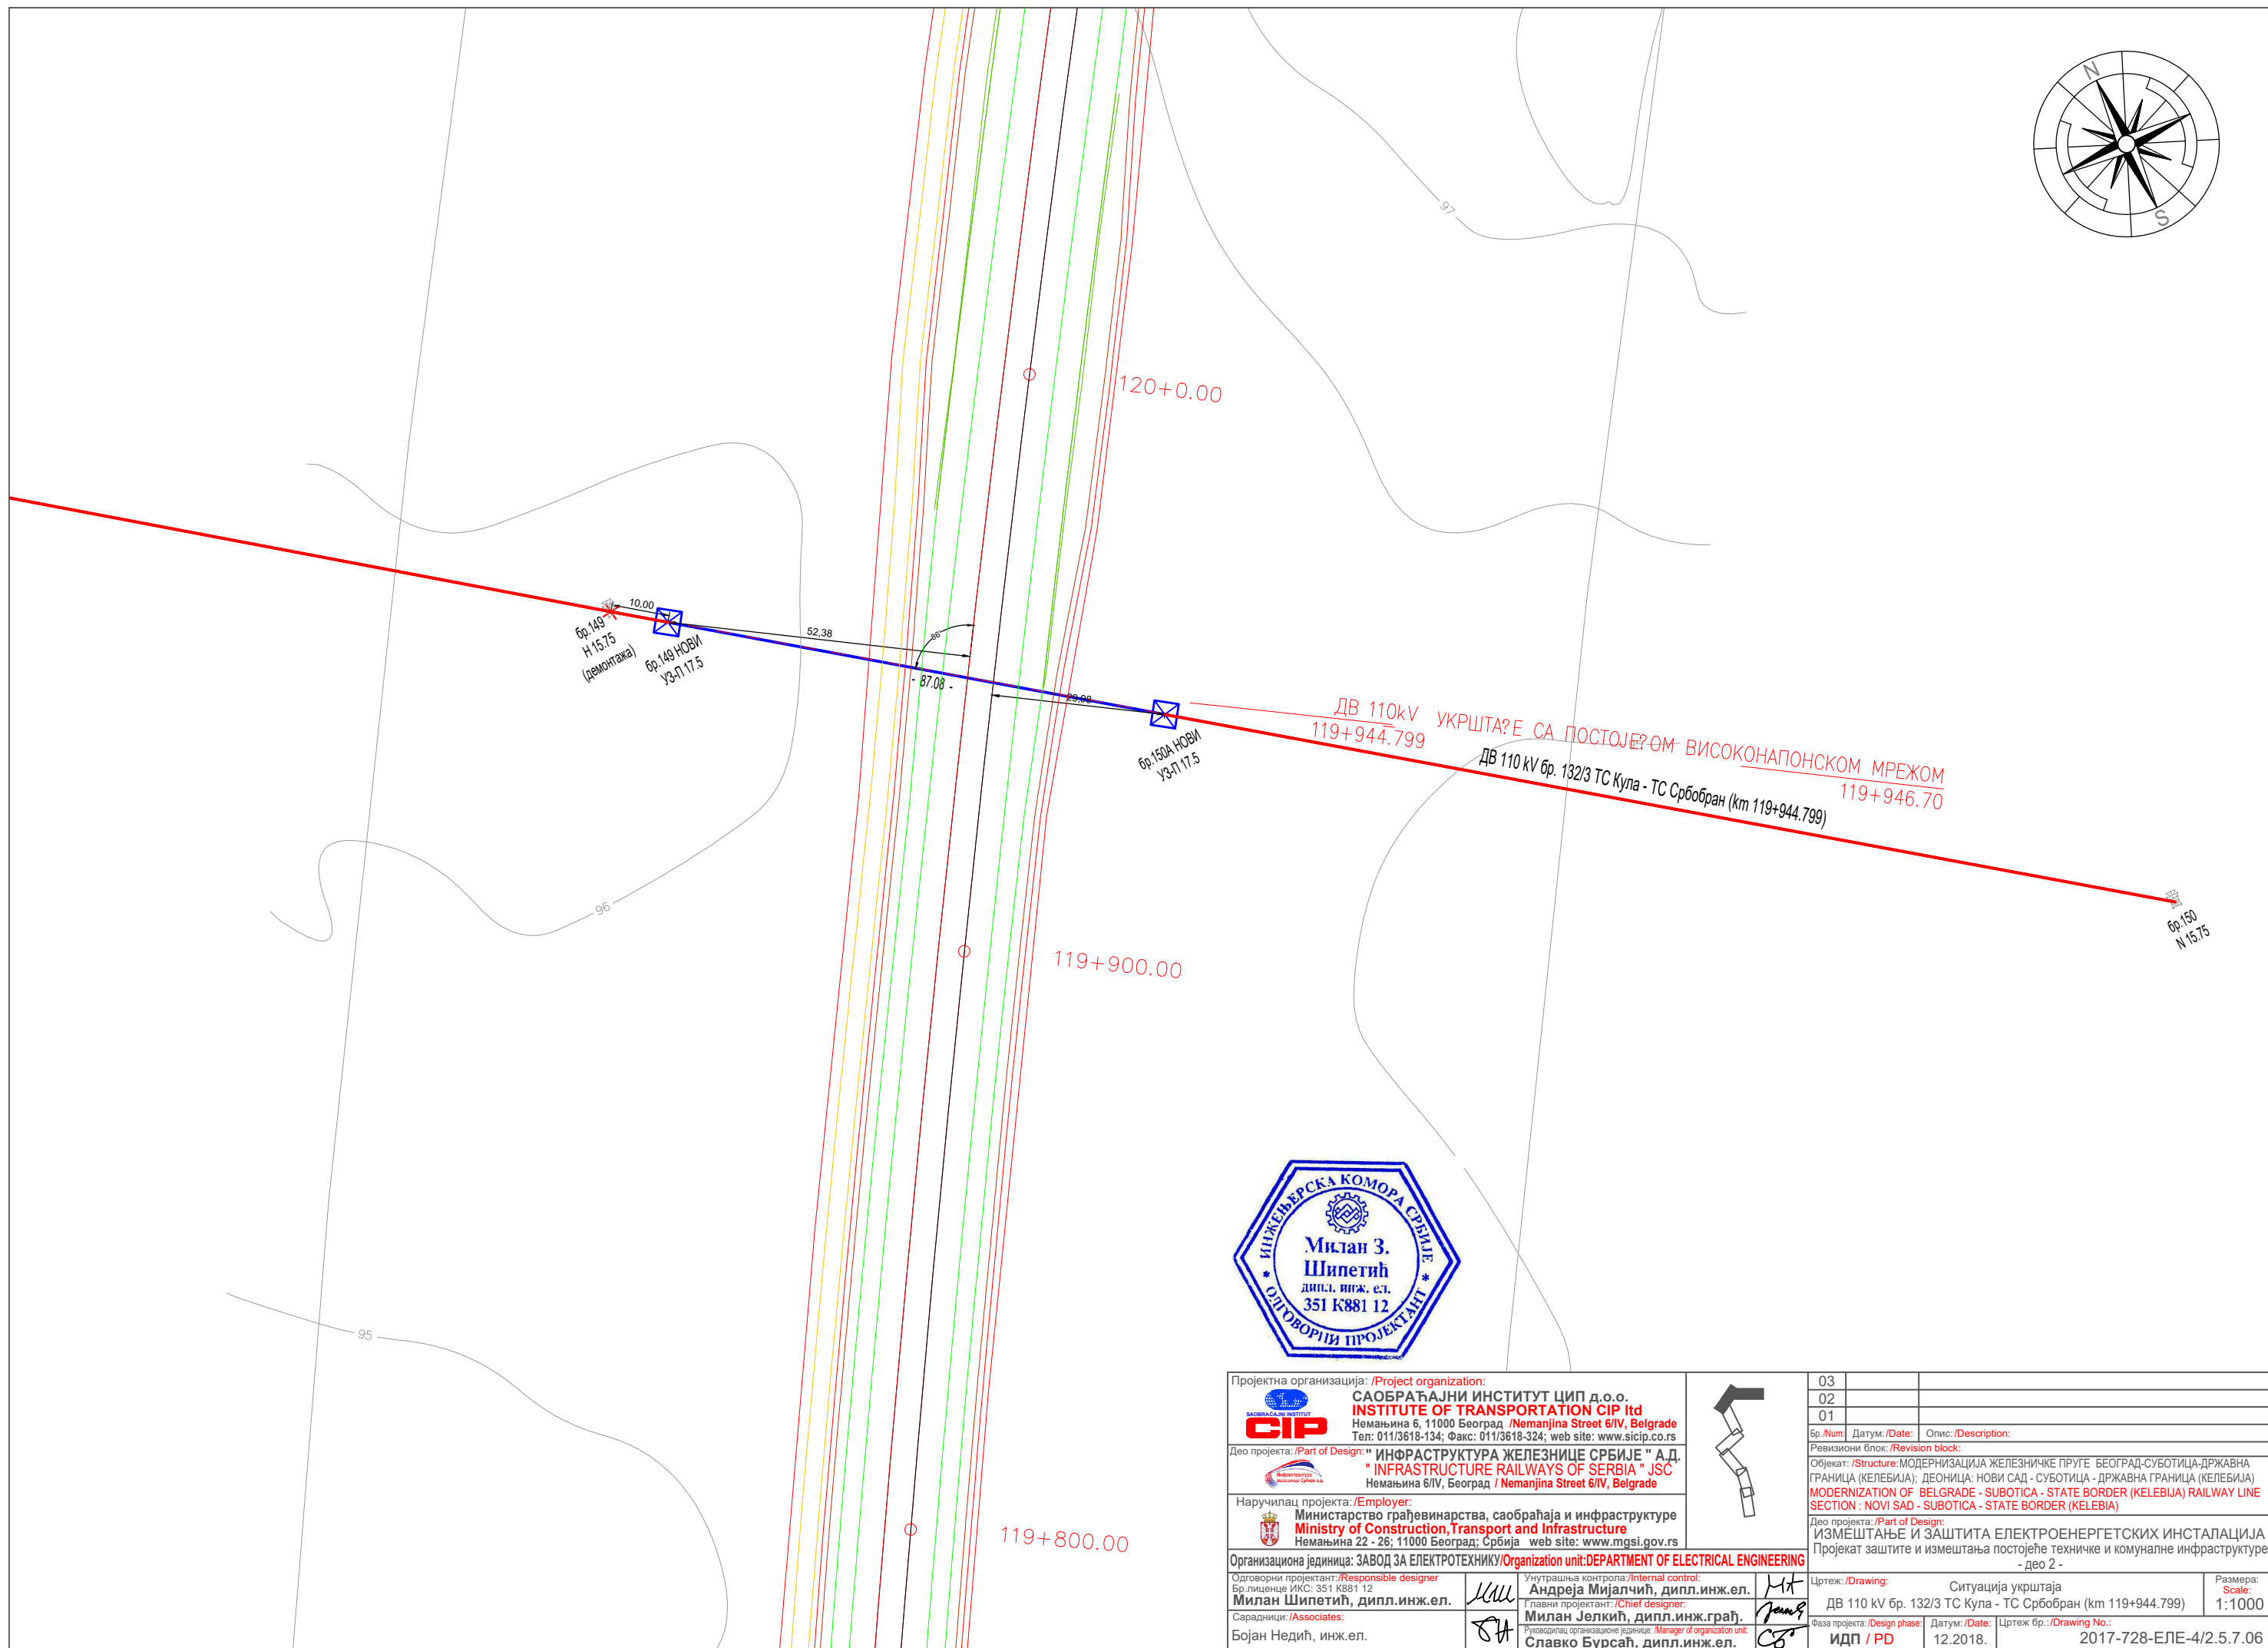 N
S
97
120+0.00
10,00
бр.149
Н 15.75
(демонтажа)
бр.149 НОВИ
УЗ-П 17.5
52,38
86°
- 87.08 -
29,98
бр.150А НОВИ
УЗ-П 17.5
ДВ 110kV УКРШТА?Е СА ПОСТОЈЕ?ОМ ВИСОКОНАПОНСКОМ МРЕЖОМ
119+944.799
119+946.70
ДВ 110 kV бр. 132/3 ТС Кула - ТС Србобран (km 119+944.799)
бр.150
N 15.75
96
119+900.00
95
119+800.00
ИНЖЕЊЕРСКА КОМОРА СРБИЈЕ
Милан З.
Шипетић
дипл. инж. ел.
351 К881 12
ОДГОВОРНИ ПРОЈЕКТАНТ
Пројектна организација: /Project organization:
САОБРАЋАЈНИ ИНСТИТУТ ЦИП д.о.о.
INSTITUTE OF TRANSPORTATION CIP ltd
Немањина 6, 11000 Београд /Nemanjina Street 6/IV, Belgrade
Тел: 011/3618-134; Факс: 011/3618-324; web site: www.sicip.co.rs
SAOBRAĆAJNI INSTITUT
CIP
Део пројекта: /Part of Design:
" ИНФРАСТРУКТУРА ЖЕЛЕЗНИЦЕ СРБИЈЕ " А.Д.
" INFRASTRUCTURE RAILWAYS OF SERBIA " JSC
Немањина 6/IV, Београд / Nemanjina Street 6/IV, Belgrade
Инфраструктура
железнице Србије а.д.
Наручилац пројекта: /Employer:
Министарство грађевинарства, саобраћаја и инфраструктуре
Ministry of Construction,Transport and Infrastructure
Немањина 22 - 26; 11000 Београд; Србија web site: www.mgsi.gov.rs
Организациона јединица: ЗАВОД ЗА ЕЛЕКТРОТЕХНИКУ/Organization unit:DEPARTMENT OF ELECTRICAL ENGINEERING
Одговорни пројектант:/Responsible designer
Бр.лиценце ИКС: 351 К881 12
Милан Шипетић, дипл.инж.ел.
Сарадници:/Associates:
Бојан Недић, инж.ел.
Унутрашња контрола:/Internal control:
Андреја Мијалчић, дипл.инж.ел.
Главни пројектант: /Chief designer:
Милан Јелкић, дипл.инж.грађ.
Руководилац организационе јединице: /Manager of organization unit:
Славко Бурсаћ, дипл.инж.ел.
03
02
01
Бр./Num: Датум:/Date: Опис:/Description:
Ревизиони блок: /Revision block:
Објекат: /Structure: МОДЕРНИЗАЦИЈА ЖЕЛЕЗНИЧКЕ ПРУГЕ БЕОГРАД-СУБОТИЦА-ДРЖАВНА
ГРАНИЦА (КЕЛЕБИЈА); ДЕОНИЦА: НОВИ САД - СУБОТИЦА - ДРЖАВНА ГРАНИЦА (КЕЛЕБИЈА)
MODERNIZATION OF BELGRADE - SUBOTICA - STATE BORDER (KELEBIJA) RAILWAY LINE
SECTION : NOVI SAD - SUBOTICA - STATE BORDER (KELEBIA)
Део пројекта: /Part of Design:
ИЗМЕШТАЊЕ И ЗАШТИТА ЕЛЕКТРОЕНЕРГЕТСКИХ ИНСТАЛАЦИЈА
Пројекат заштите и измештања постојеће техничке и комуналне инфраструктуре
- део 2 -
Цртеж: /Drawing:
Ситуација укрштаја
ДВ 110 kV бр. 132/3 ТС Кула - ТС Србобран (km 119+944.799)
Размера:
Scale:
1:1000
Фаза пројекта: /Design phase:
ИДП / PD
Датум: /Date:
12.2018.
Цртеж бр.: /Drawing No.:
2017-728-ЕЛЕ-4/2.5.7.06